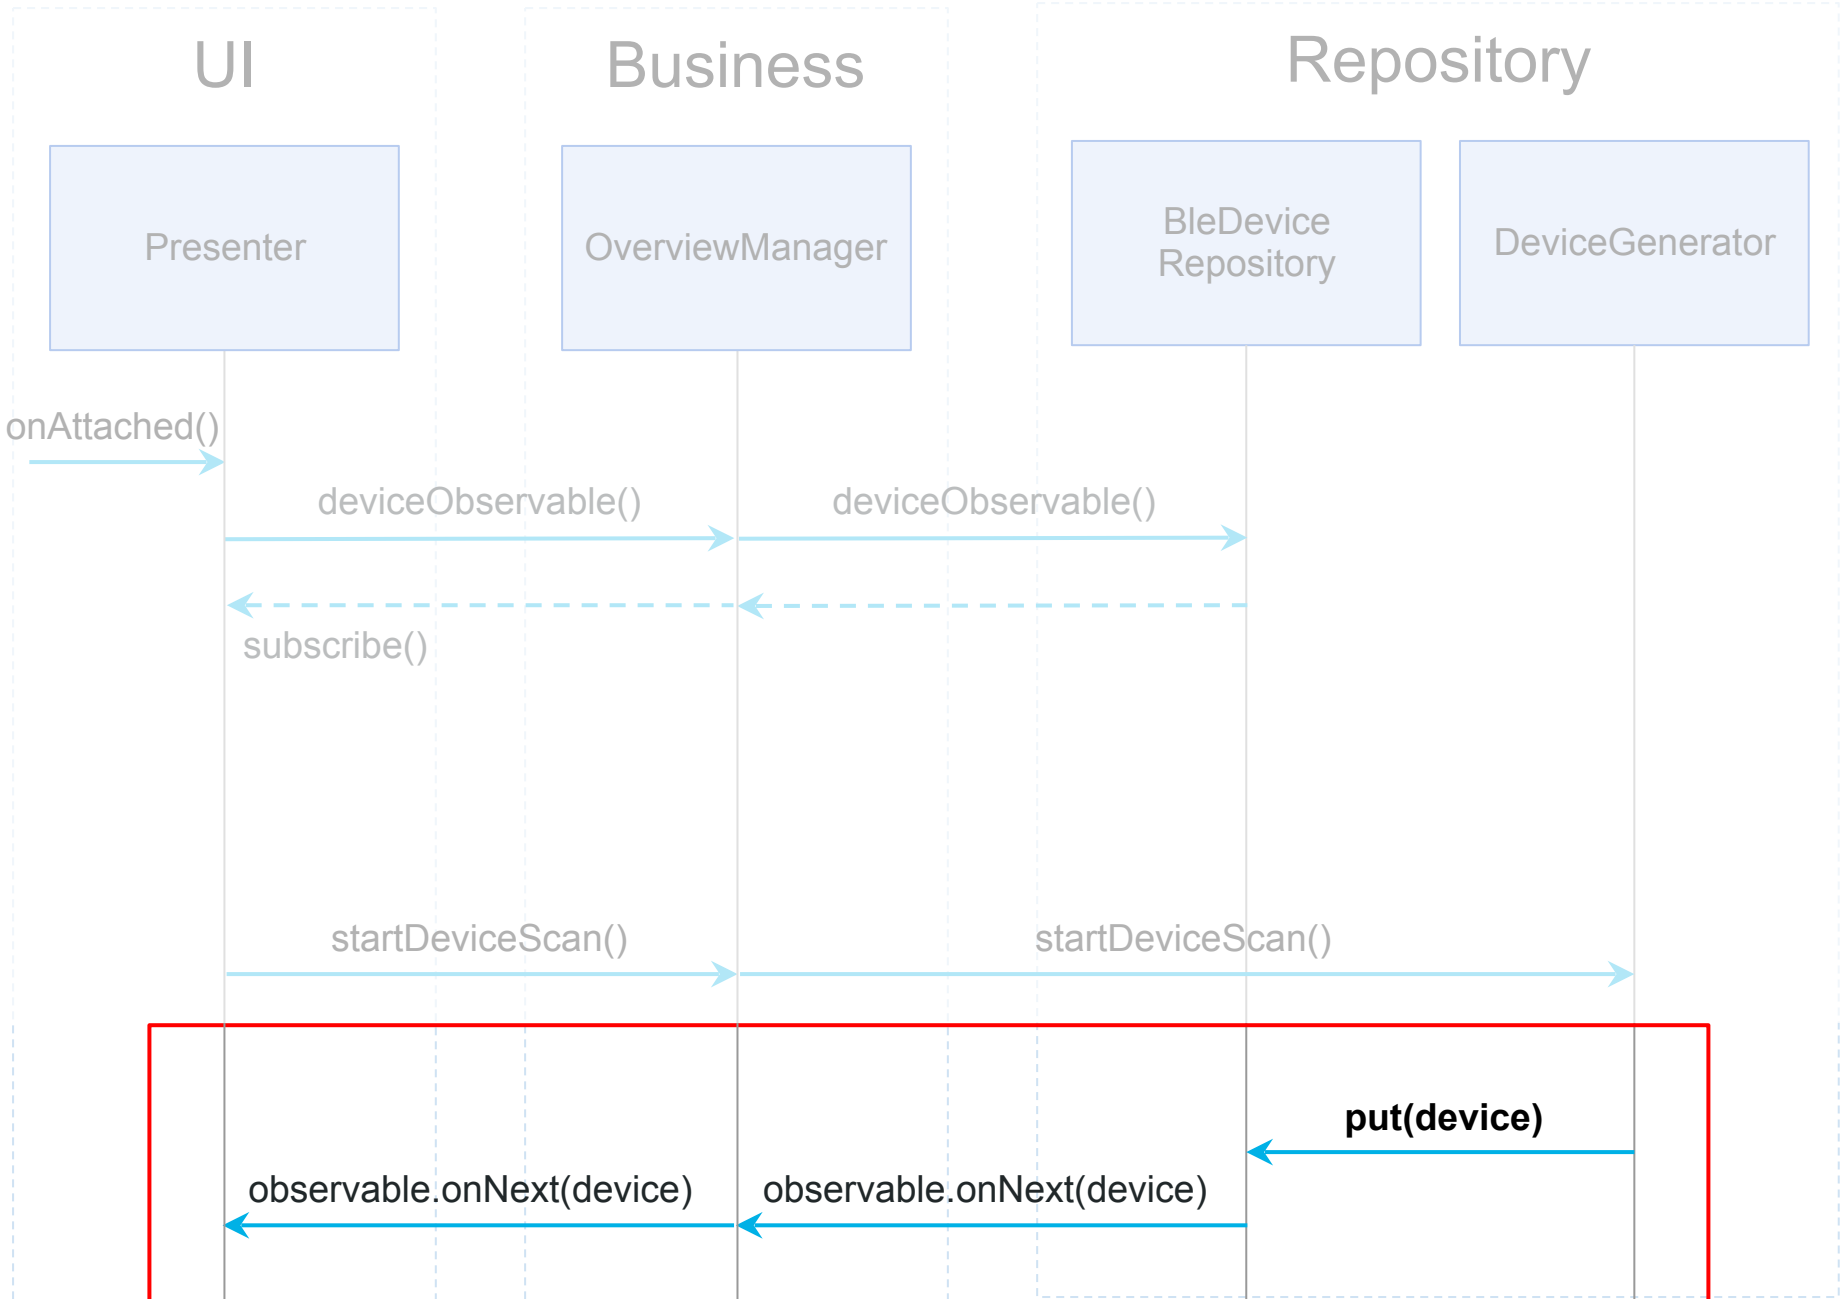 UI
Business
Repository
Presenter
OverviewManager
BleDevice
Repository
DeviceGenerator
onAttached()
deviceObservable()
deviceObservable()
subscribe()
startDeviceScan()
startDeviceScan()
put(device)
observable.onNext(device)
observable.onNext(device)